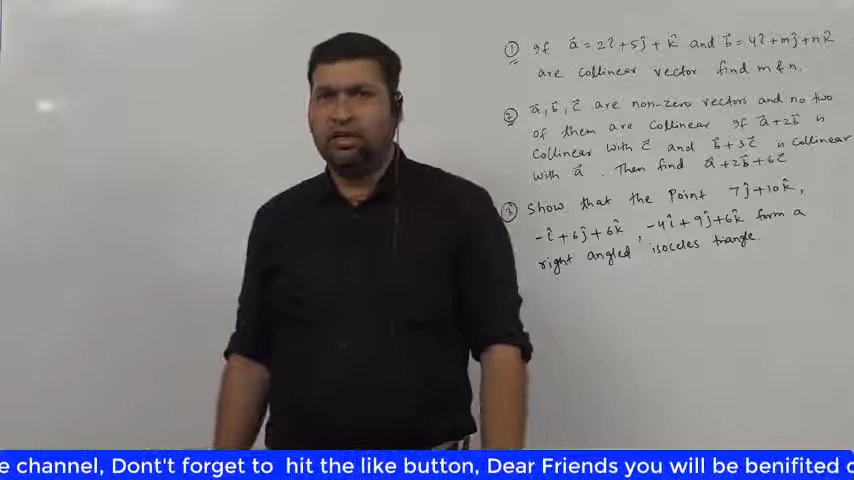 ① If a⃗ = 2î+5ĵ+k̂ and b⃗ = 4î+mĵ+nk̂
are collinear vector find m & n.
② a⃗, b⃗, c⃗ are non-zero vectors and no two
of them are collinear if a⃗+2b⃗ is
collinear with c⃗ and b⃗+3c⃗ is collinear
with a⃗. Then find a⃗+2b⃗+6c⃗
③ Show that the Point 7ĵ+10k̂,
-î+6ĵ+6k̂, -4î+9ĵ+6k̂ form a
right angled isoceles triangle.
e channel, Dont't forget to hit the like button, Dear Friends you will be benifited